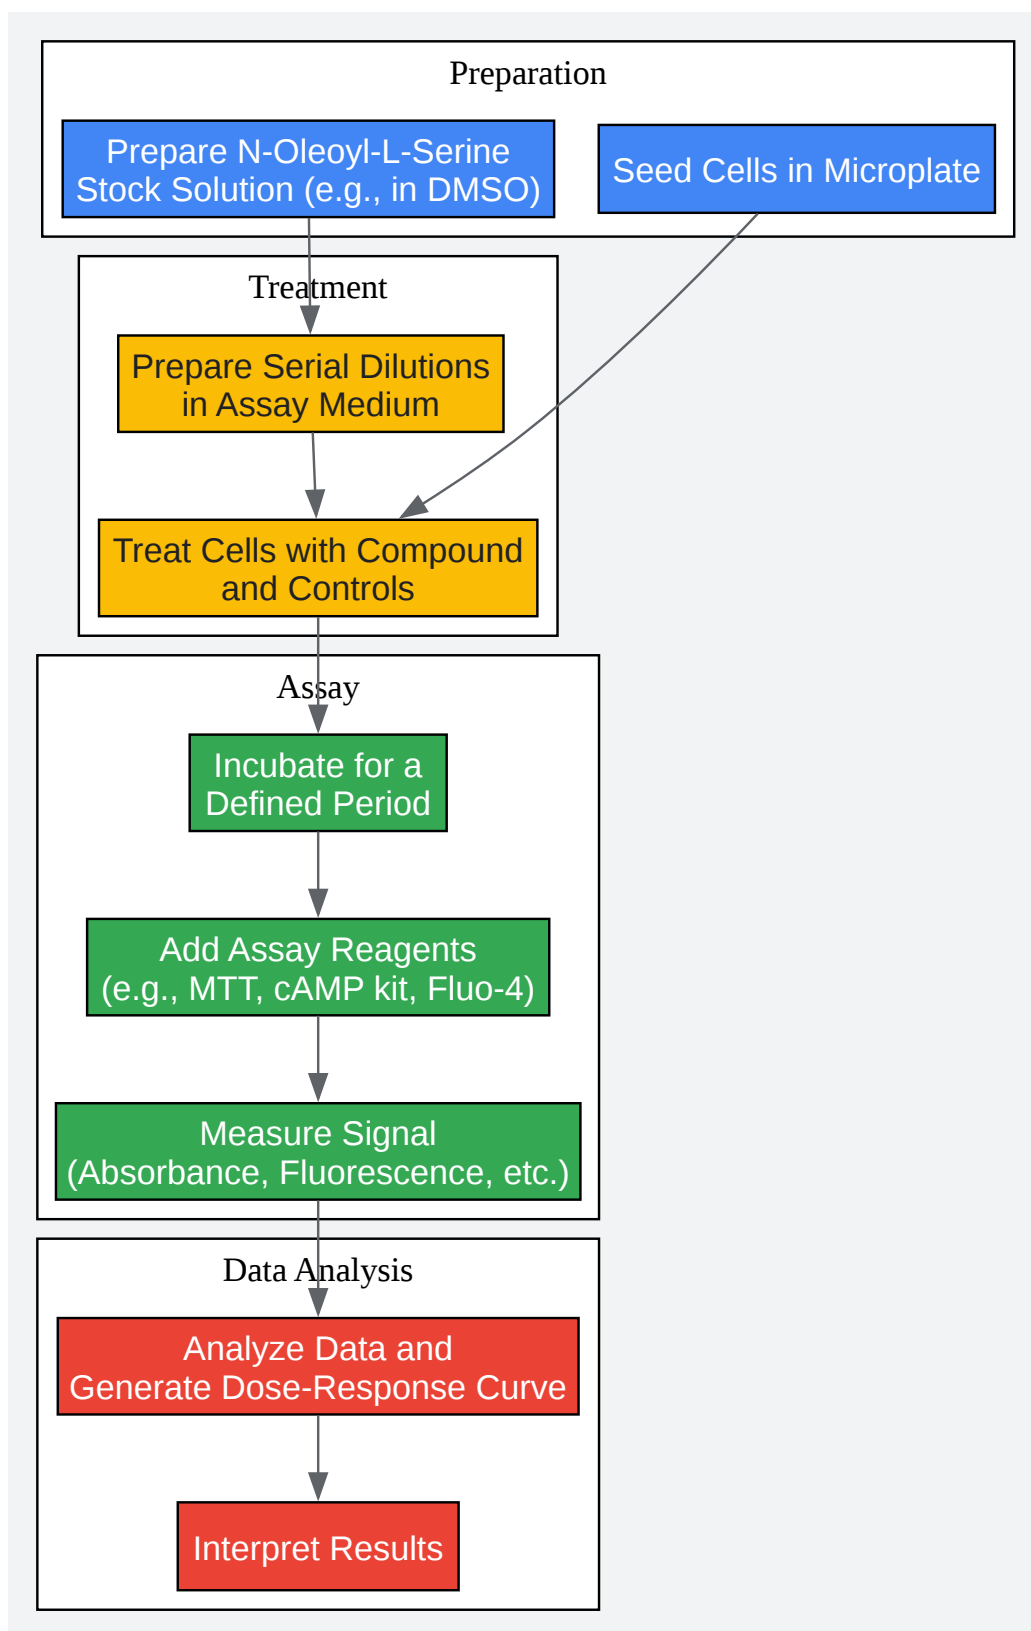 Preparation
Prepare N-Oleoyl-L-Serine
Stock Solution (e.g., in DMSO)
Seed Cells in Microplate
Treatment
Prepare Serial Dilutions
in Assay Medium
Treat Cells with Compound
and Controls
Assay
Incubate for a
Defined Period
Add Assay Reagents
(e.g., MTT, cAMP kit, Fluo-4)
Measure Signal
(Absorbance, Fluorescence, etc.)
Data Analysis
Analyze Data and
Generate Dose-Response Curve
Interpret Results